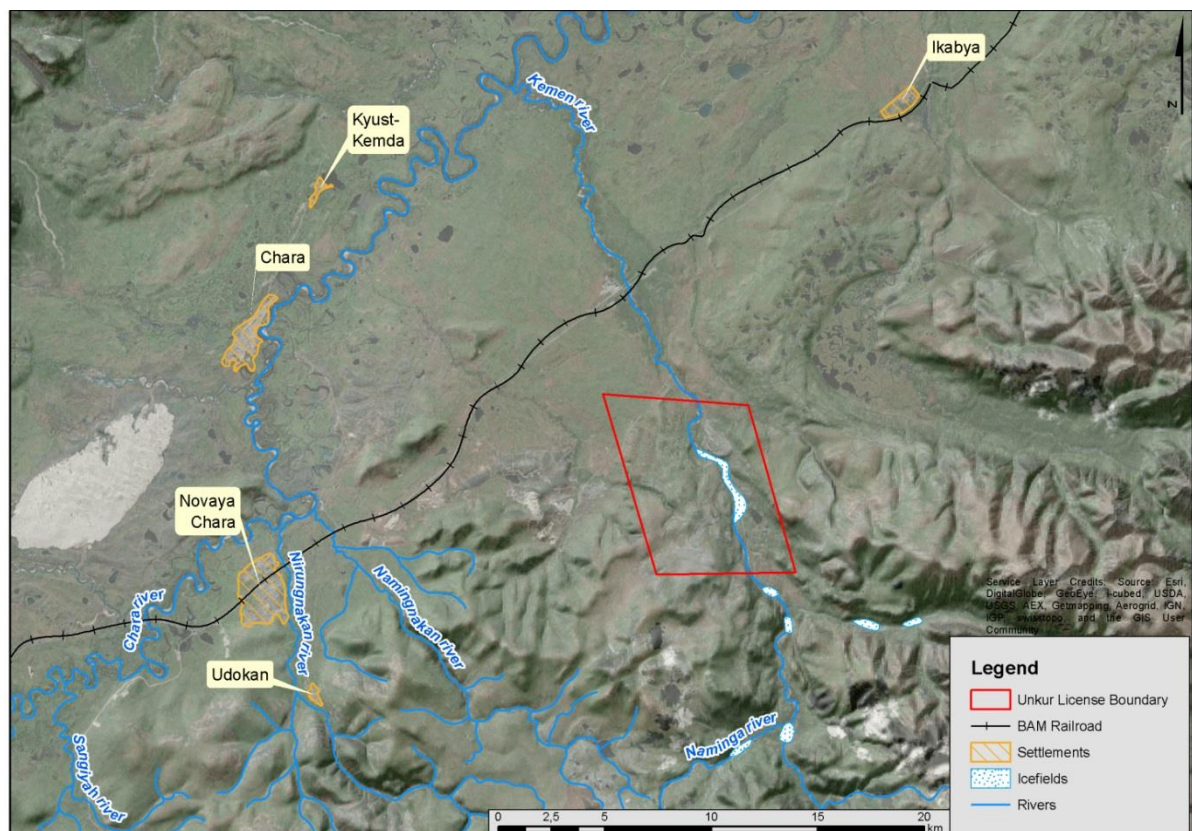 Ikabya
Kemen river
Kyust-
Kemda
N
Chara
Novaya
Chara
Nirungnakan river
Namingnakan river
Chara river
Udokan
Sangiyah river
Naminga river
Service Layer Credits: Source: Esri,
DigitalGlobe, GeoEye, i-cubed, USDA,
USGS, AEX, Getmapping, Aerogrid, IGN,
IGP, swisstopo, and the GIS User
Community
Legend
Unkur License Boundary
BAM Railroad
Settlements
Icefields
Rivers
0 2,5 5 10 15 20
km